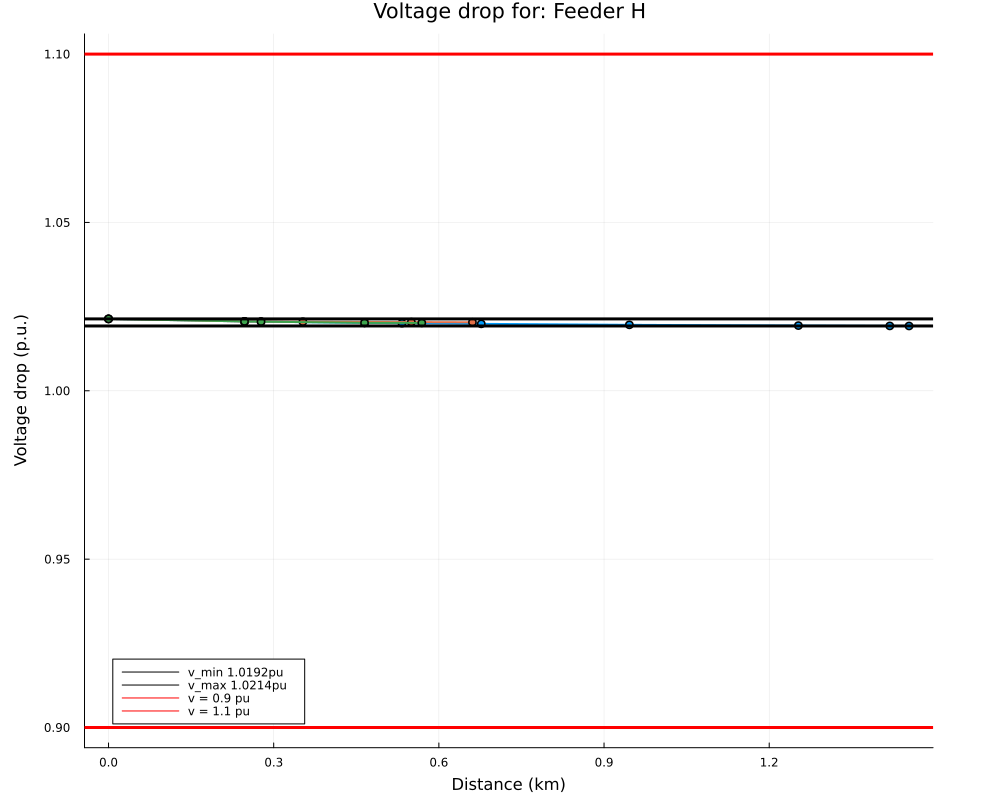 Voltage drop for: Feeder H
1.10
1.05
1.00
0.95
0.90
Voltage drop (p.u.)
v_min 1.0192pu
v_max 1.0214pu
v = 0.9 pu
v = 1.1 pu
0.0 0.3 0.6 0.9 1.2
Distance (km)